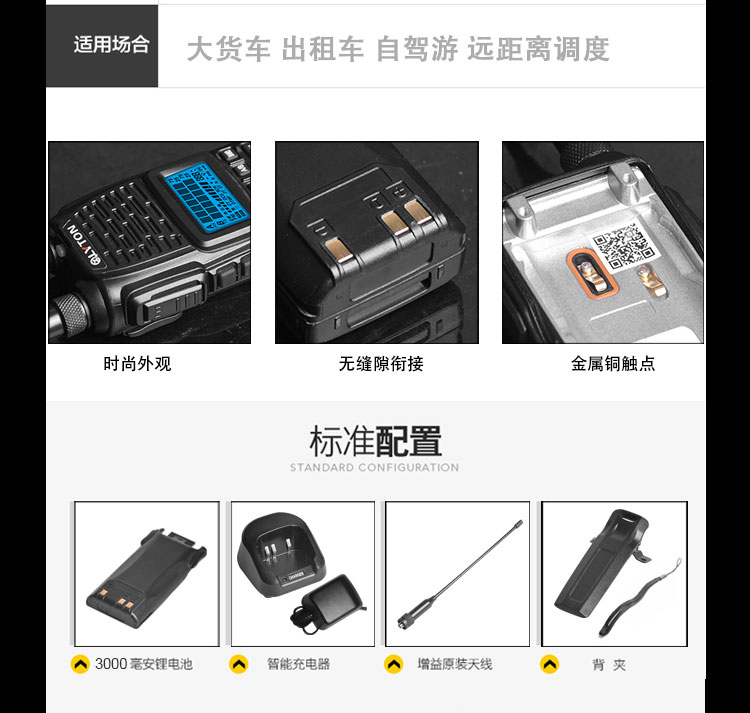 适用场合
大货车 出租车 自驾游 远距离调度
LYTON
时尚外观
无缝隙衔接
金属铜触点
标准配置
STANDARD CONFIGURATION
3000毫安锂电池
智能充电器
增益原装天线
背 夹